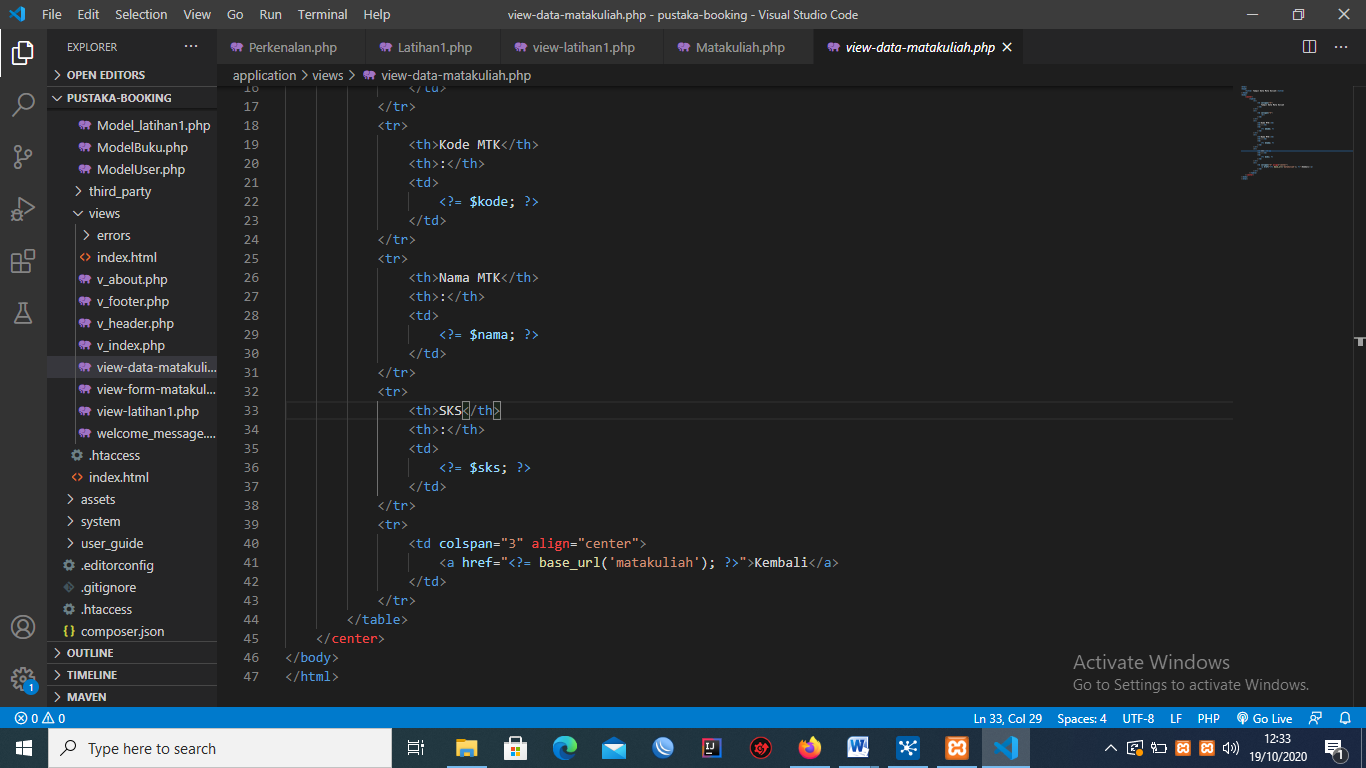 File Edit Selection View Go Run Terminal Help
view-data-matakuliah.php - pustaka-booking - Visual Studio Code
EXPLORER
OPEN EDITORS
PUSTAKA-BOOKING
Model_latihan1.php
ModelBuku.php
ModelUser.php
third_party
views
errors
index.html
v_about.php
v_footer.php
v_header.php
v_index.php
view-data-matakuli...
view-form-matakul...
view-latihan1.php
welcome_message....
.htaccess
index.html
assets
system
user_guide
.editorconfig
.gitignore
.htaccess
composer.json
OUTLINE
TIMELINE
MAVEN
Perkenalan.php Latihan1.php view-latihan1.php Matakuliah.php view-data-matakuliah.php
application > views > view-data-matakuliah.php
16 </td>
17 </tr>
18 <tr>
19 <th>Kode MTK</th>
20 <th>:</th>
21 <td>
22 <?= $kode; ?>
23 </td>
24 </tr>
25 <tr>
26 <th>Nama MTK</th>
27 <th>:</th>
28 <td>
29 <?= $nama; ?>
30 </td>
31 </tr>
32 <tr>
33 <th>SKS</th>
34 <th>:</th>
35 <td>
36 <?= $sks; ?>
37 </td>
38 </tr>
39 <tr>
40 <td colspan="3" align="center">
41 <a href="<?= base_url('matakuliah'); ?>">Kembali</a>
42 </td>
43 </tr>
44 </table>
45 </center>
46 </body>
47 </html>
Activate Windows
Go to Settings to activate Windows.
1
0 0
Ln 33, Col 29 Spaces: 4 UTF-8 LF PHP Go Live
Type here to search
12:33
19/10/2020
1